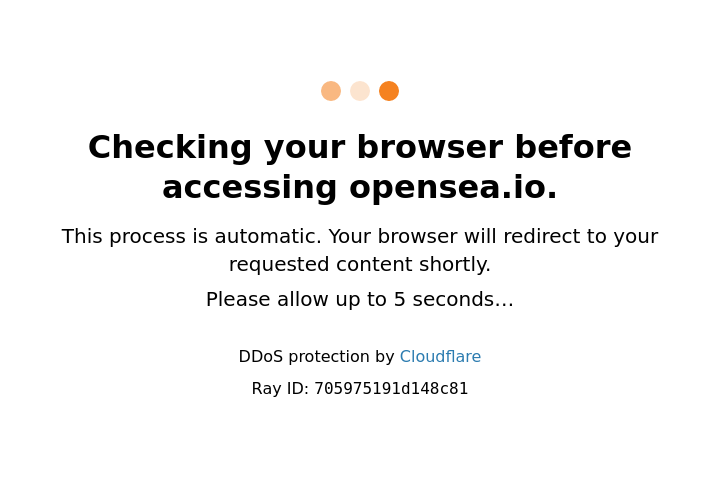 Checking your browser before
accessing opensea.io.
This process is automatic. Your browser will redirect to your
requested content shortly.
Please allow up to 5 seconds…
DDoS protection by Cloudflare
Ray ID: 705975191d148c81